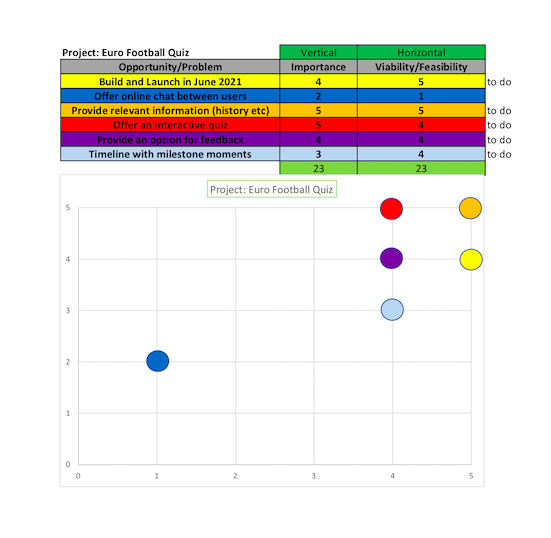 Project: Euro Football Quiz Vertical Horizontal
Opportunity/Problem Importance Viability/Feasibility
Build and Launch in June 2021 4 5 to do
Offer online chat between users 2 1
Provide relevant information (history etc) 5 5 to do
Offer an interactive quiz 5 4 to do
Provide an option for feedback 4 4 to do
Timeline with milestone moments 3 4 to do
23 23
Project: Euro Football Quiz
5
4
3
2
1
0
0 1 2 3 4 5